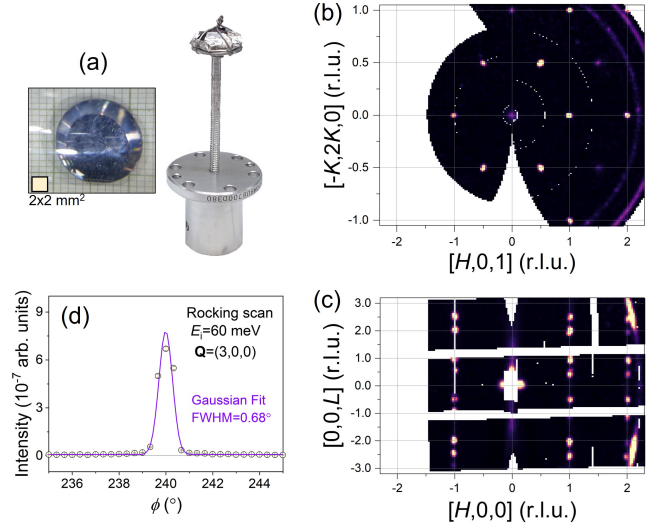 (a)
2x2 mm²
(b)
[-K,2K,0] (r.l.u.)
1.0
0.5
0.0
-0.5
-1.0
-2
-1
0
1
2
[H,0,1] (r.l.u.)
(d)
Intensity (10⁻⁷ arb. units)
9
6
3
0
Rocking scan
Eᵢ=60 meV
Q=(3,0,0)
Gaussian Fit
FWHM=0.68°
236
238
240
242
244
ϕ (°)
(c)
[0,0,L] (r.l.u.)
3.0
2.0
1.0
0.0
-1.0
-2.0
-3.0
-2
-1
0
1
2
[H,0,0] (r.l.u.)